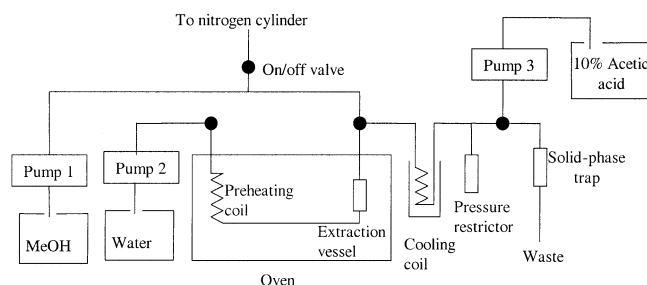 To nitrogen cylinder
On/off valve
Pump 3
10% Acetic
acid
Pump 1
Pump 2
Preheating
coil
Solid-phase
trap
MeOH
Water
Extraction
vessel
Cooling
coil
Pressure
restrictor
Waste
Oven